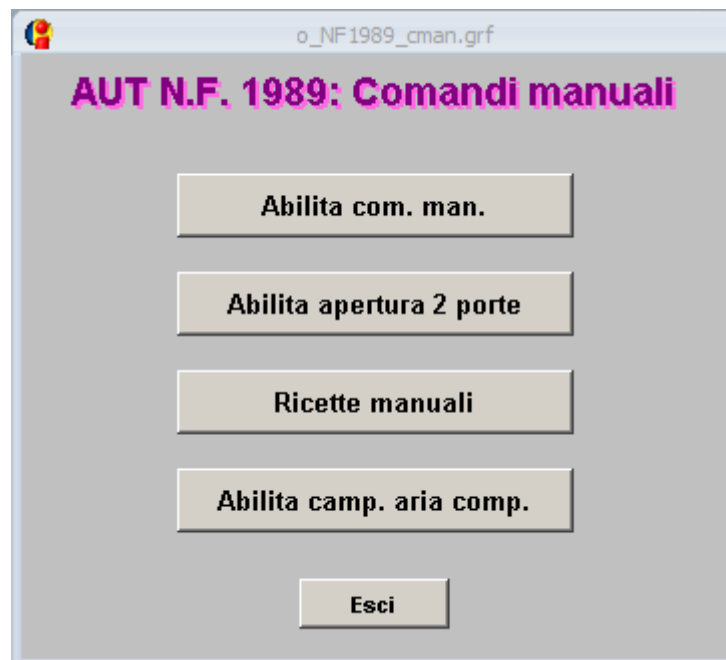 o_NF1989_cman.grf
AUT N.F. 1989: Comandi manuali
Abilita com. man.
Abilita apertura 2 porte
Ricette manuali
Abilita camp. aria comp.
Esci